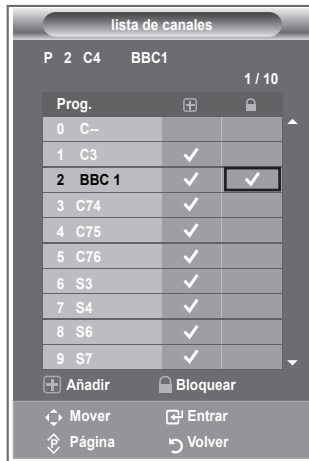 lista de canales
P 2 C4 BBC1
1 / 10
Prog.
0 C--
1 C3
2 BBC 1
3 C74
4 C75
5 C76
6 S3
7 S4
8 S6
9 S7
Añadir Bloquear
Mover Entrar
P Página Volver